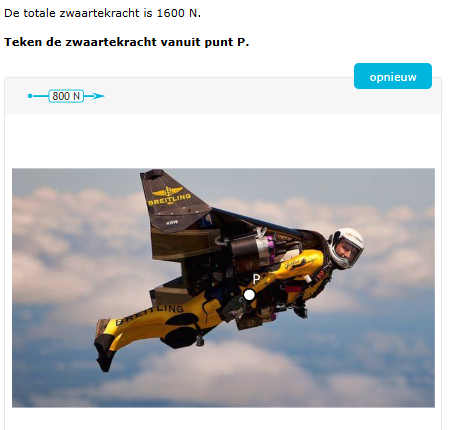 De totale zwaartekracht is 1600 N.
Teken de zwaartekracht vanuit punt P.
opnieuw
800 N
BREITLING
P
BREITLING